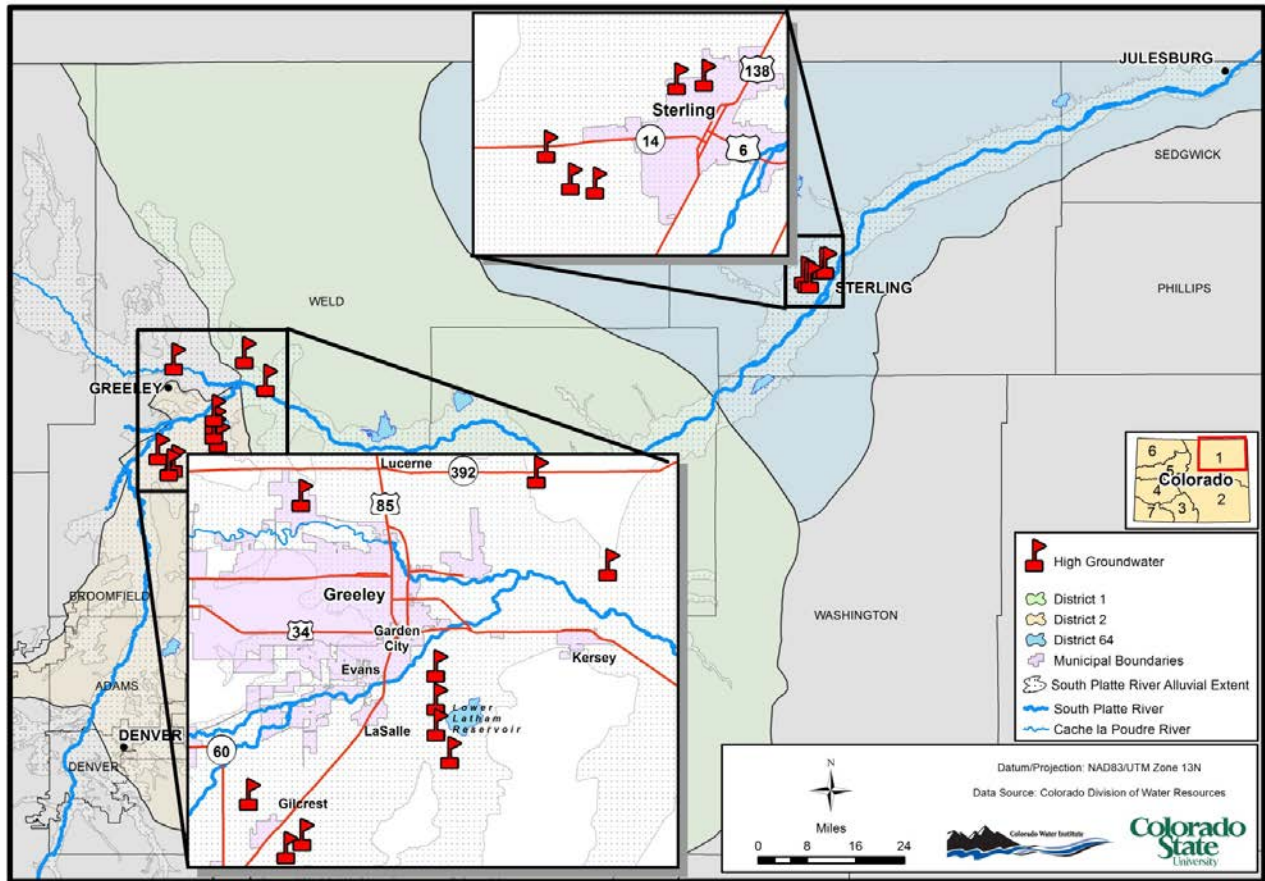 138
Sterling
14
6
JULESBURG
SEDGWICK
PHILLIPS
STERLING
WELD
GREELEY
Lucerne
392
85
Greeley
34
Garden
City
Evans
Kersey
Lower
Latham
Reservoir
LaSalle
60
Gilcrest
BROOMFIELD
ADAMS
DENVER
DENVER
WASHINGTON
6
1
5
Colorado
4
2
7
3
High Groundwater
District 1
District 2
District 64
Municipal Boundaries
South Platte River Alluvial Extent
South Platte River
Cache la Poudre River
N
Miles
0 4 8 16 24
Datum/Projection: NAD83/UTM Zone 13N
Data Source: Colorado Division of Water Resources
Colorado Water Institute
Colorado
State
University